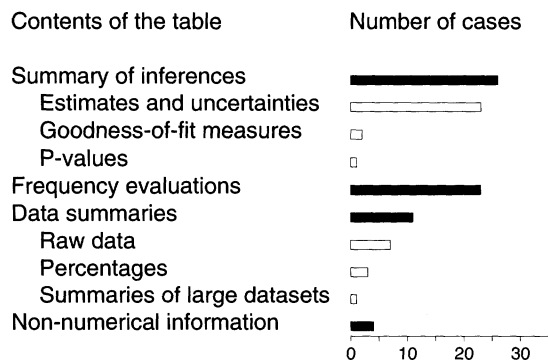 Contents of the table Number of cases
Summary of inferences
Estimates and uncertainties
Goodness-of-fit measures
P-values
Frequency evaluations
Data summaries
Raw data
Percentages
Summaries of large datasets
Non-numerical information
0 10 20 30